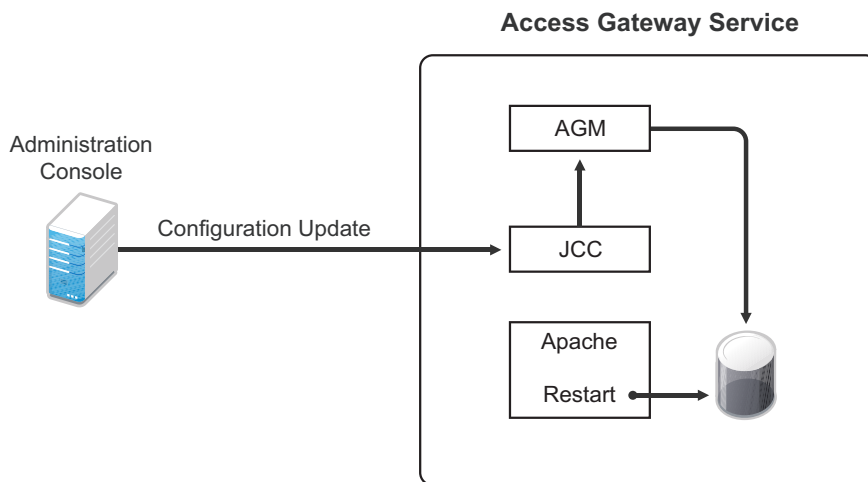 Access Gateway Service
AGM
Administration
Console
Configuration Update
JCC
Apache
Restart